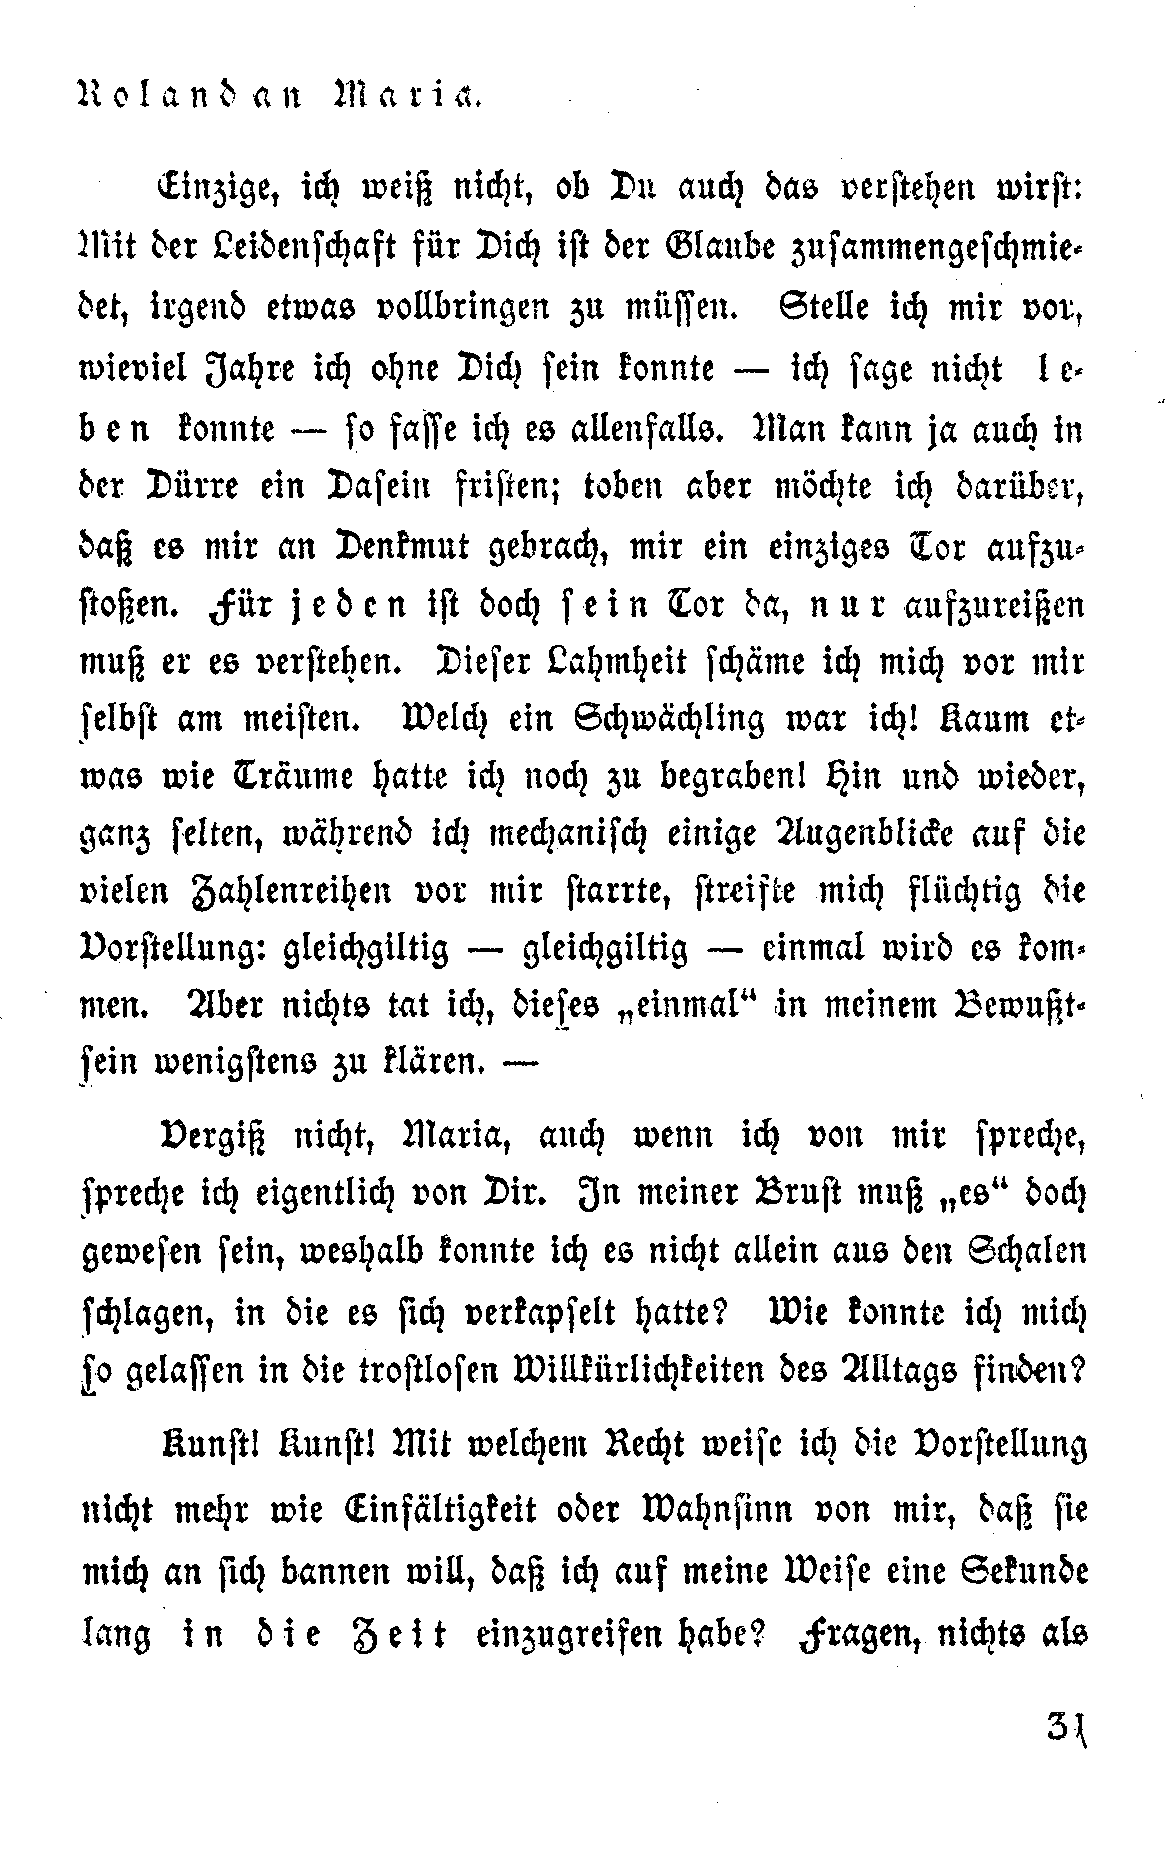 Roland an Maria.
Einzige, ich weiß nicht, ob Du auch das verstehen wirst:
Mit der Leidenschaft für Dich ist der Glaube zusammengeschmie-
det, irgend etwas vollbringen zu müssen. Stelle ich mir vor,
wieviel Jahre ich ohne Dich sein konnte — ich sage nicht le-
ben konnte — so fasse ich es allenfalls. Man kann ja auch in
der Dürre ein Dasein fristen; toben aber möchte ich darüber,
daß es mir an Denkmut gebrach, mir ein einziges Tor aufzu-
stoßen. Für jeden ist doch sein Tor da, nur aufzureißen
muß er es verstehen. Dieser Lahmheit schäme ich mich vor mir
selbst am meisten. Welch ein Schwächling war ich! Kaum et-
was wie Träume hatte ich noch zu begraben! Hin und wieder,
ganz selten, während ich mechanisch einige Augenblicke auf die
vielen Zahlenreihen vor mir starrte, streifte mich flüchtig die
Vorstellung: gleichgiltig — gleichgiltig — einmal wird es kom-
men. Aber nichts tat ich, dieses „einmal“ in meinem Bewußt-
sein wenigstens zu klären. —
Vergiß nicht, Maria, auch wenn ich von mir spreche,
spreche ich eigentlich von Dir. In meiner Brust muß „es“ doch
gewesen sein, weshalb konnte ich es nicht allein aus den Schalen
schlagen, in die es sich verkapselt hatte? Wie konnte ich mich
so gelassen in die trostlosen Willkürlichkeiten des Alltags finden?
Kunst! Kunst! Mit welchem Recht weise ich die Vorstellung
nicht mehr wie Einfältigkeit oder Wahnsinn von mir, daß sie
mich an sich bannen will, daß ich auf meine Weise eine Sekunde
lang in die Zeit einzugreifen habe? Fragen, nichts als
31